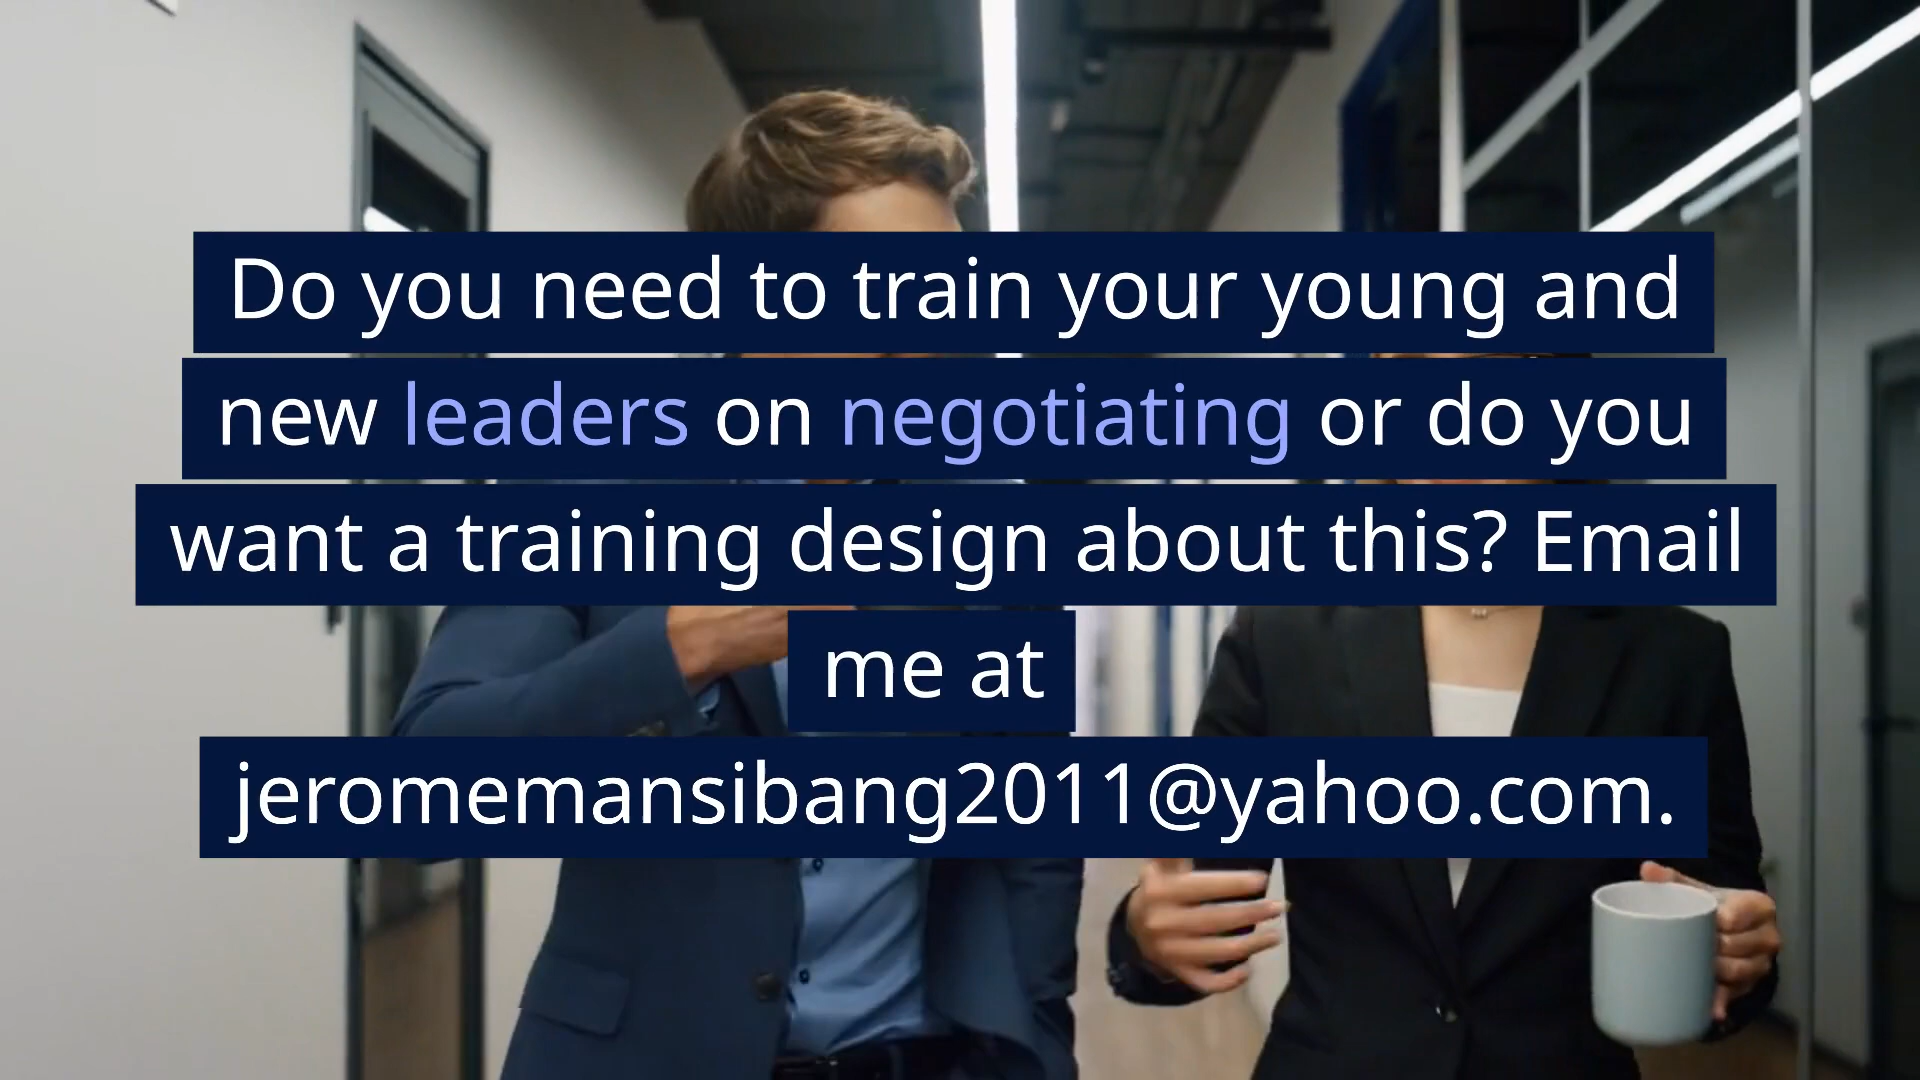 Do you need to train your young and
new leaders on negotiating or do you
want a training design about this? Email
me at
jeromemansibang2011@yahoo.com.